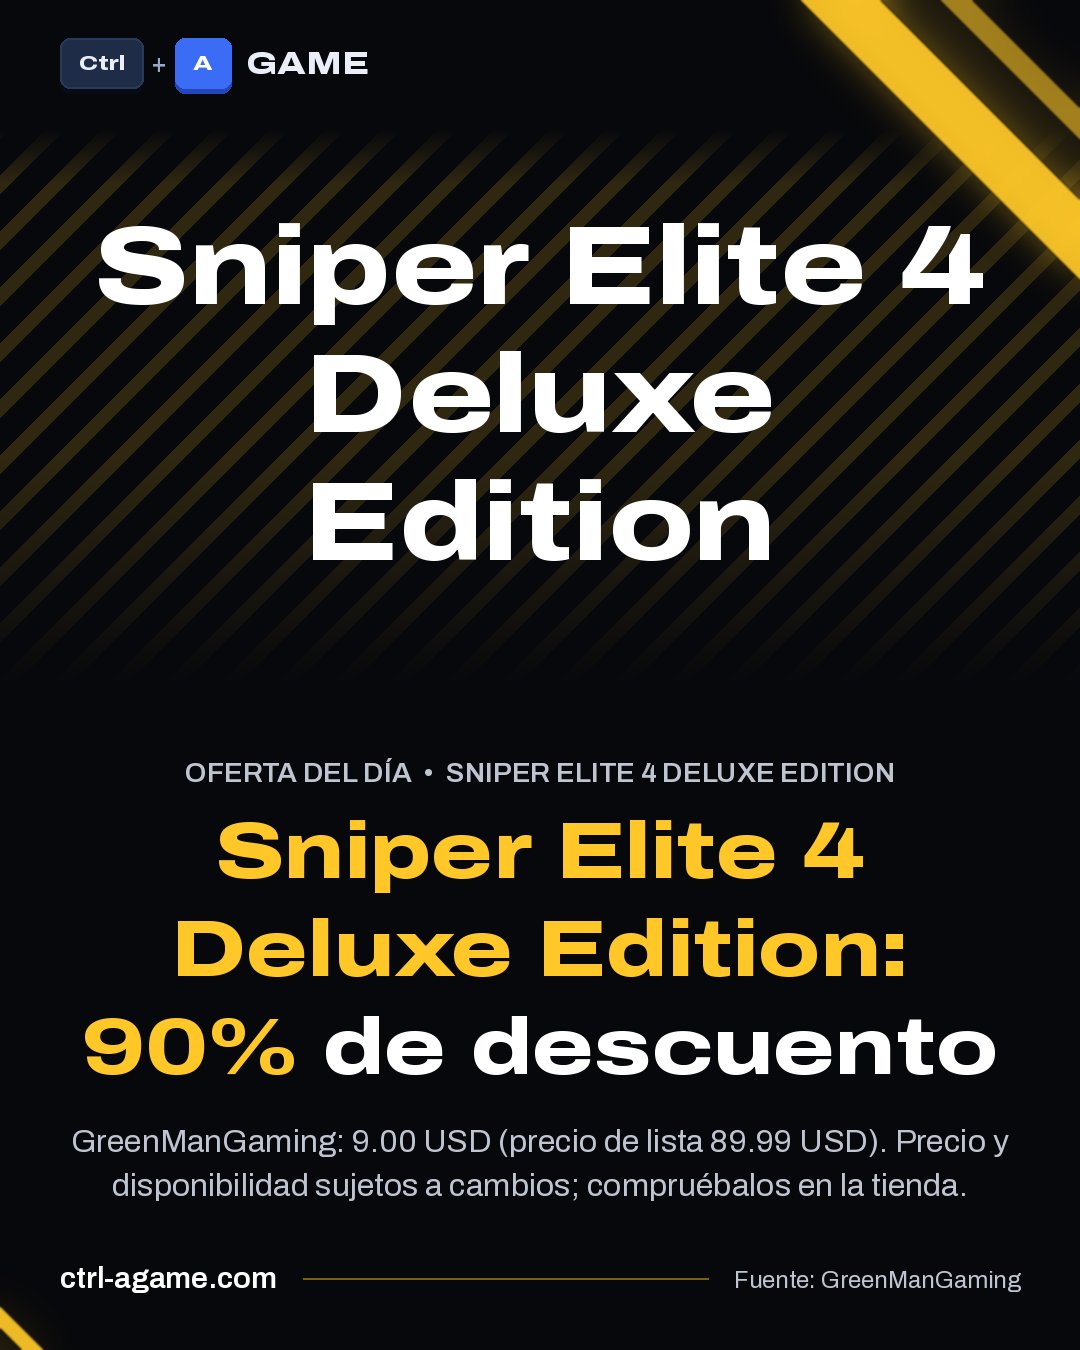 Ctrl + A GAME
Sniper Elite 4
Deluxe
Edition
OFERTA DEL DÍA • SNIPER ELITE 4 DELUXE EDITION
Sniper Elite 4
Deluxe Edition:
90% de descuento
GreenManGaming: 9.00 USD (precio de lista 89.99 USD). Precio y
disponibilidad sujetos a cambios; compruébalos en la tienda.
ctrl-agame.com
Fuente: GreenManGaming